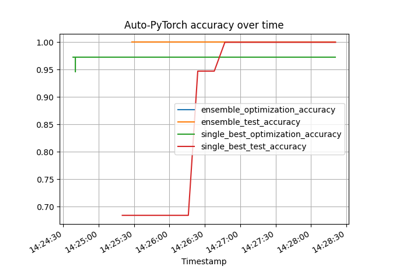 Auto-PyTorch accuracy over time
1.00
0.95
0.90
0.85
0.80
0.75
0.70
ensemble_optimization_accuracy
ensemble_test_accuracy
single_best_optimization_accuracy
single_best_test_accuracy
14:24:30
14:25:00
14:25:30
14:26:00
14:26:30
14:27:00
14:27:30
14:28:00
14:28:30
Timestamp